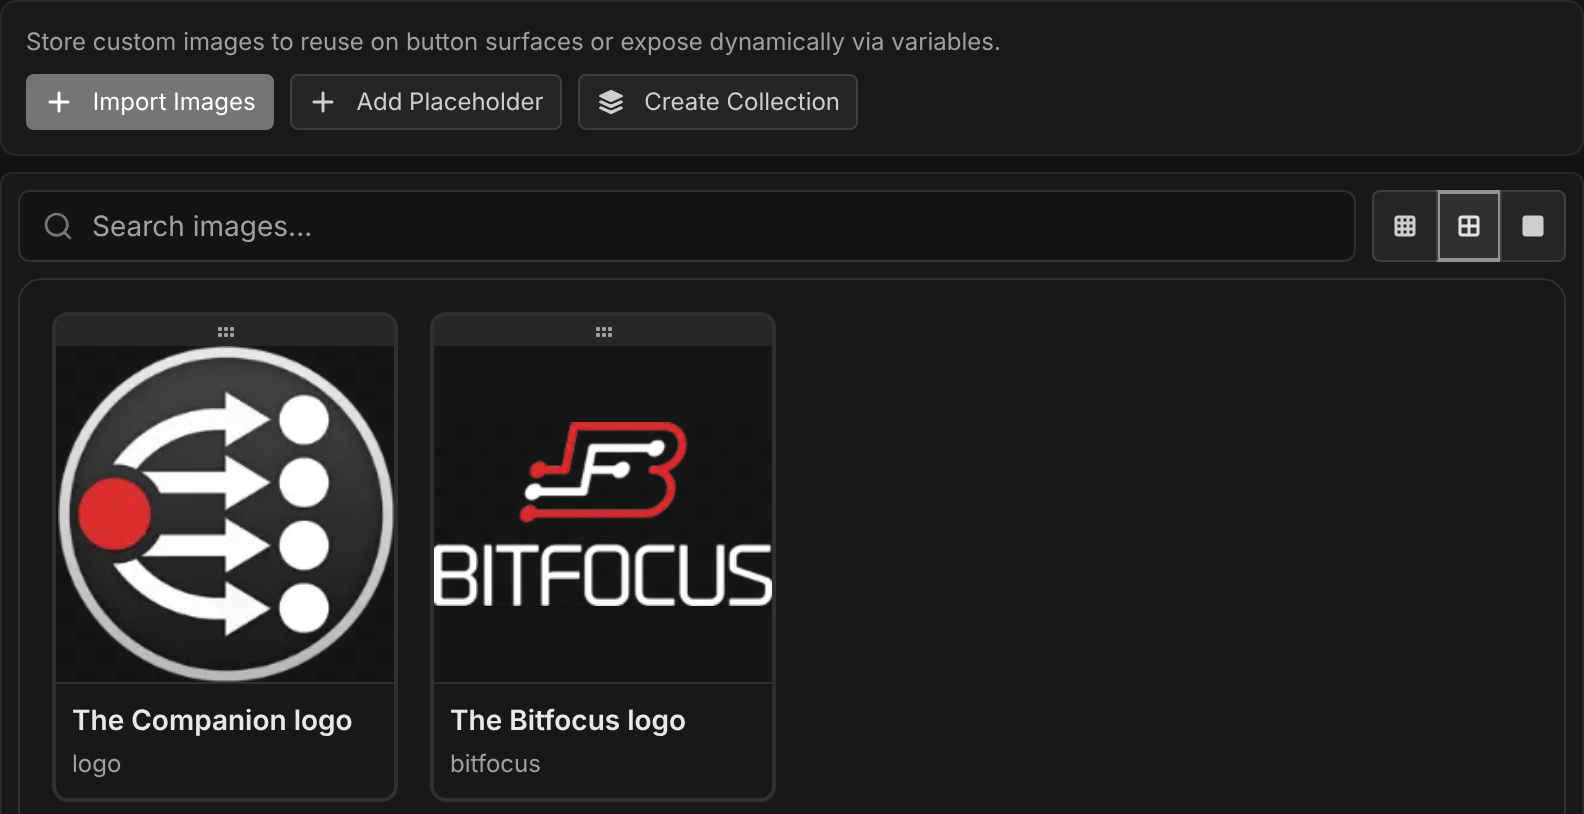 Store custom images to reuse on button surfaces or expose dynamically via variables.
Import Images
Add Placeholder
Create Collection
Search images...
BITFOCUS
The Companion logo
logo
The Bitfocus logo
bitfocus